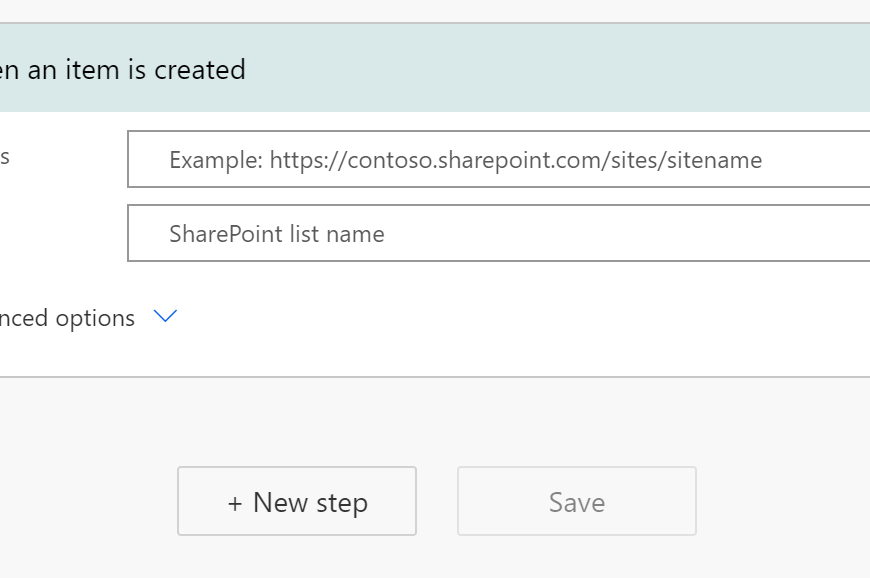 en an item is created
s
Example: https://contoso.sharepoint.com/sites/sitename
SharePoint list name
nced options
+ New step
Save